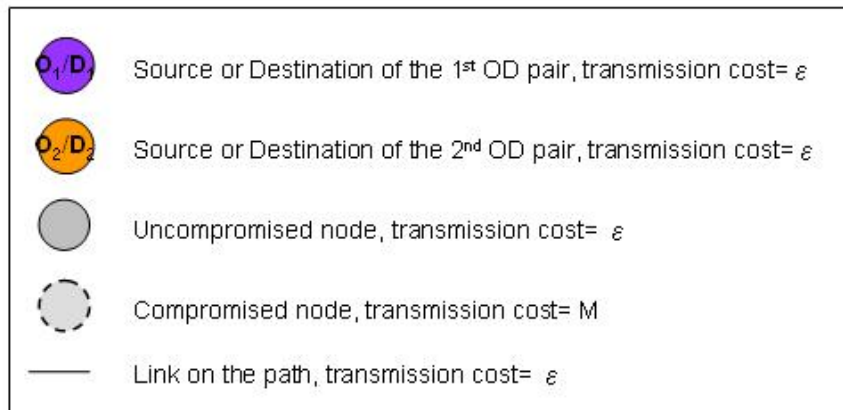 O₁/D₁ Source or Destination of the 1ˢᵗ OD pair, transmission cost= ε
O₂/D₂ Source or Destination of the 2ⁿᵈ OD pair, transmission cost= ε
Uncompromised node, transmission cost= ε
Compromised node, transmission cost= M
Link on the path, transmission cost= ε